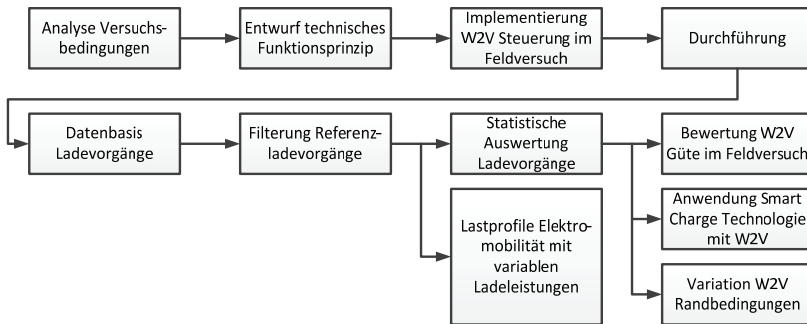 Analyse Versuchs-
bedingungen
Entwurf technisches
Funktionsprinzip
Implementierung
W2V Steuerung im
Feldversuch
Durchführung
Datenbasis
Ladevorgänge
Filterung Referenz-
ladevorgänge
Statistische
Auswertung
Ladevorgänge
Bewertung W2V
Güte im Feldversuch
Lastprofile Elektro-
mobilität mit
variablen
Ladeleistungen
Anwendung Smart
Charge Technologie
mit W2V
Variation W2V
Randbedingungen